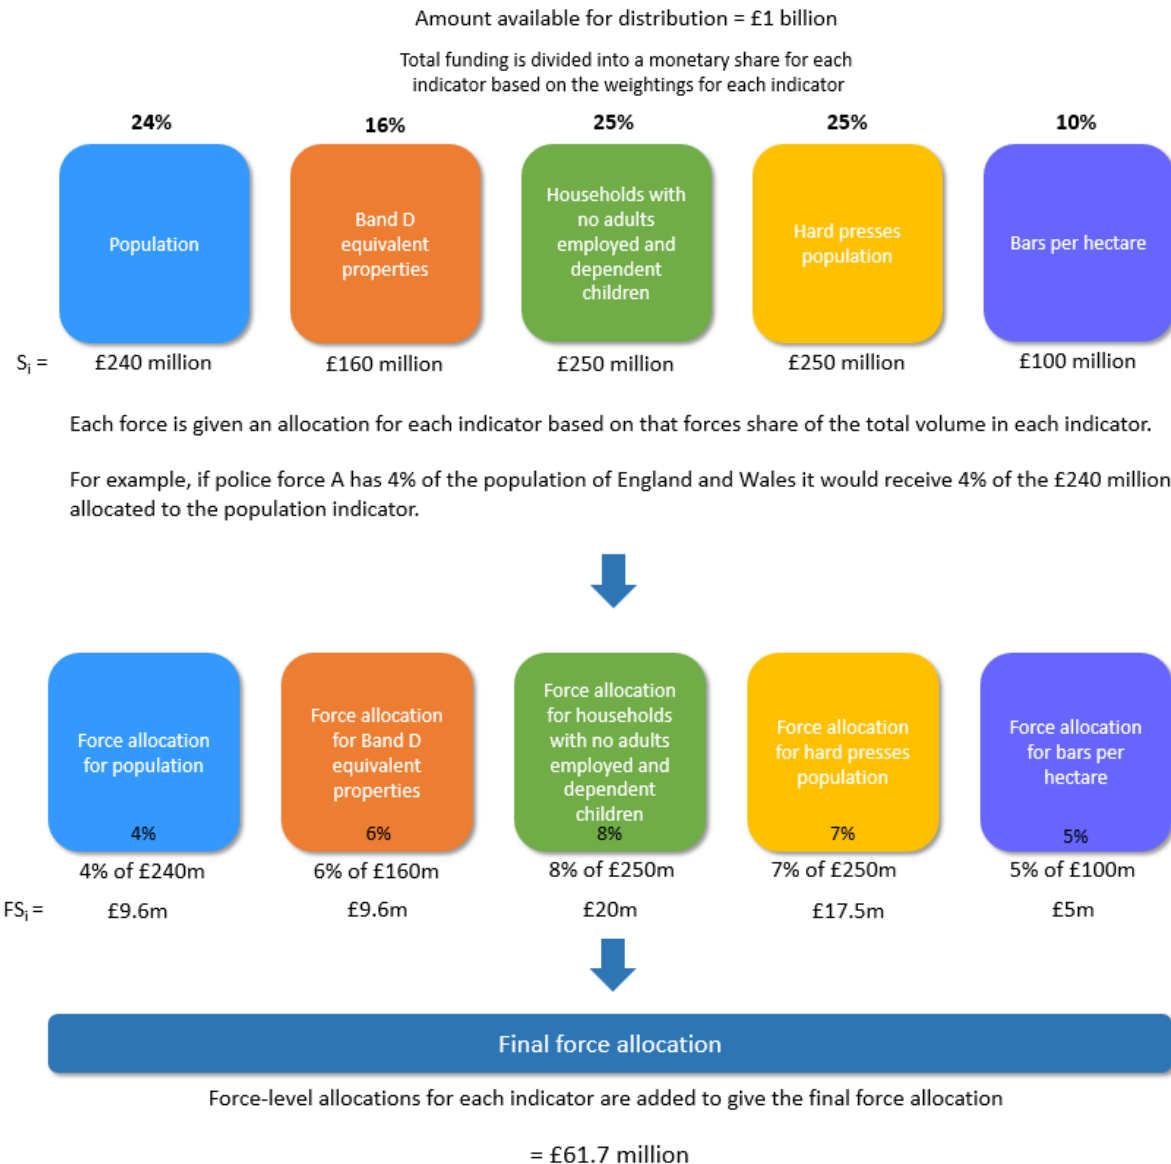 Amount available for distribution = £1 billion
Total funding is divided into a monetary share for each
indicator based on the weightings for each indicator
24%
16%
25%
25%
10%
Population
Band D
equivalent
properties
Households with
no adults
employed and
dependent
children
Hard presses
population
Bars per hectare
Si =
£240 million
£160 million
£250 million
£250 million
£100 million
Each force is given an allocation for each indicator based on that forces share of the total volume in each indicator.
For example, if police force A has 4% of the population of England and Wales it would receive 4% of the £240 million
allocated to the population indicator.
Force allocation
for population
4%
Force allocation
for Band D
equivalent
properties
6%
Force allocation
for households
with no adults
employed and
dependent
children
8%
Force allocation
for hard presses
population
7%
Force allocation
for bars per
hectare
5%
4% of £240m
6% of £160m
8% of £250m
7% of £250m
5% of £100m
FSi =
£9.6m
£9.6m
£20m
£17.5m
£5m
Final force allocation
Force-level allocations for each indicator are added to give the final force allocation
= £61.7 million